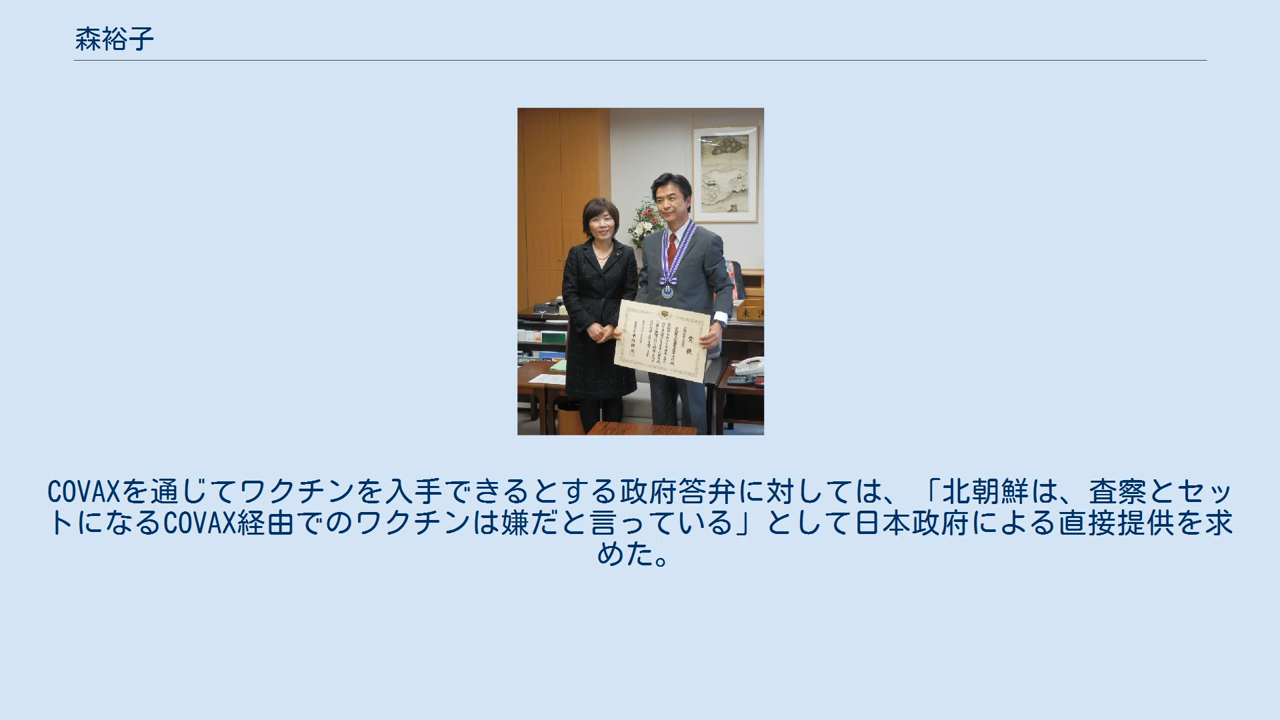 森裕子
賞状
COVAXを通じてワクチンを入手できるとする政府答弁に対しては、「北朝鮮は、査察とセッ
トになるCOVAX経由でのワクチンは嫌だと言っている」として日本政府による直接提供を求
めた。